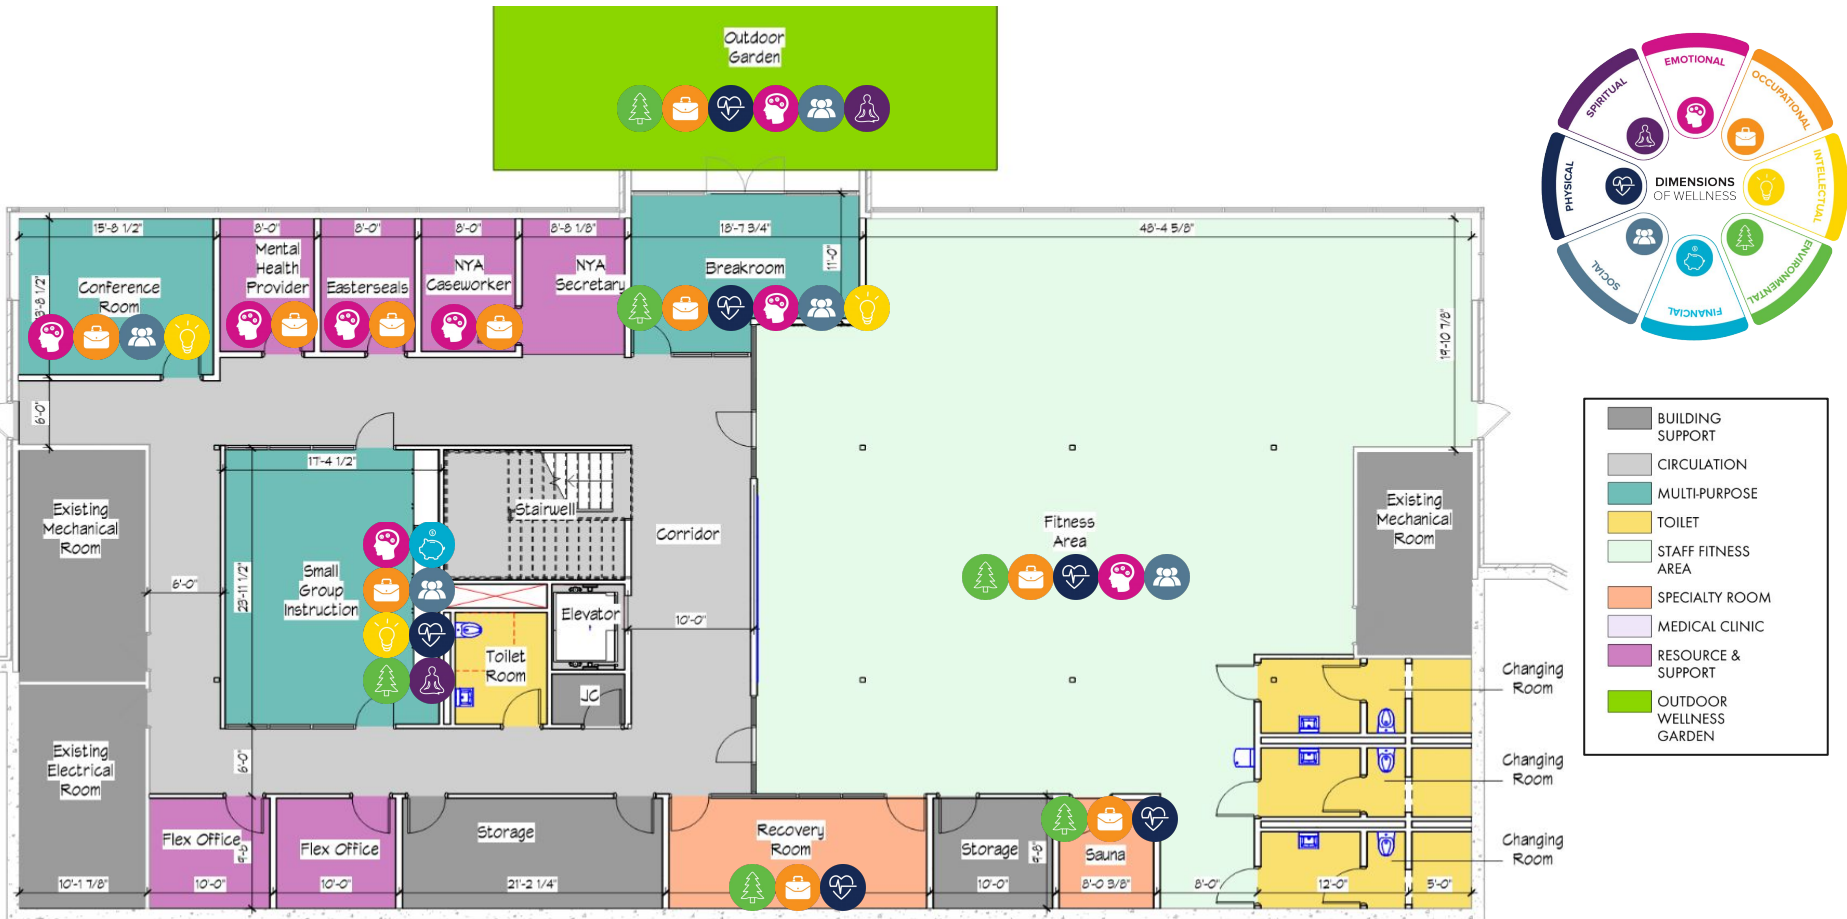 Outdoor
Garden
EMOTIONAL
OCCUPATIONAL
INTELLECTUAL
ENVIRONMENTAL
FINANCIAL
SOCIAL
PHYSICAL
SPIRITUAL
DIMENSIONS
OF WELLNESS
15'-8 1/2"
8'-0"
8'-0"
8'-0"
8'-8 1/8"
18'-7 3/4"
48'-4 5/8"
Conference
Room
Mental
Health
Provider
Easterseals
NYA
Caseworker
NYA
Secretary
Breakroom
11'-0"
19'-10 7/8"
6'-0"
17'-4 1/2"
Existing
Mechanical
Room
6'-0"
23'-11 1/2"
Small
Group
Instruction
Stairwell
Elevator
Toilet
Room
JC
Corridor
10'-0"
Fitness
Area
Existing
Mechanical
Room
Changing
Room
Changing
Room
Changing
Room
Existing
Electrical
Room
6'-0"
Flex Office
9'-8"
Flex Office
Storage
Recovery
Room
Storage
9'-8"
Sauna
10'-1 7/8"
10'-0"
10'-0"
21'-2 1/4"
10'-0"
8'-0 3/8"
8'-0"
12'-0"
5'-0"
BUILDING
SUPPORT
CIRCULATION
MULTI-PURPOSE
TOILET
STAFF FITNESS
AREA
SPECIALTY ROOM
MEDICAL CLINIC
RESOURCE &
SUPPORT
OUTDOOR
WELLNESS
GARDEN